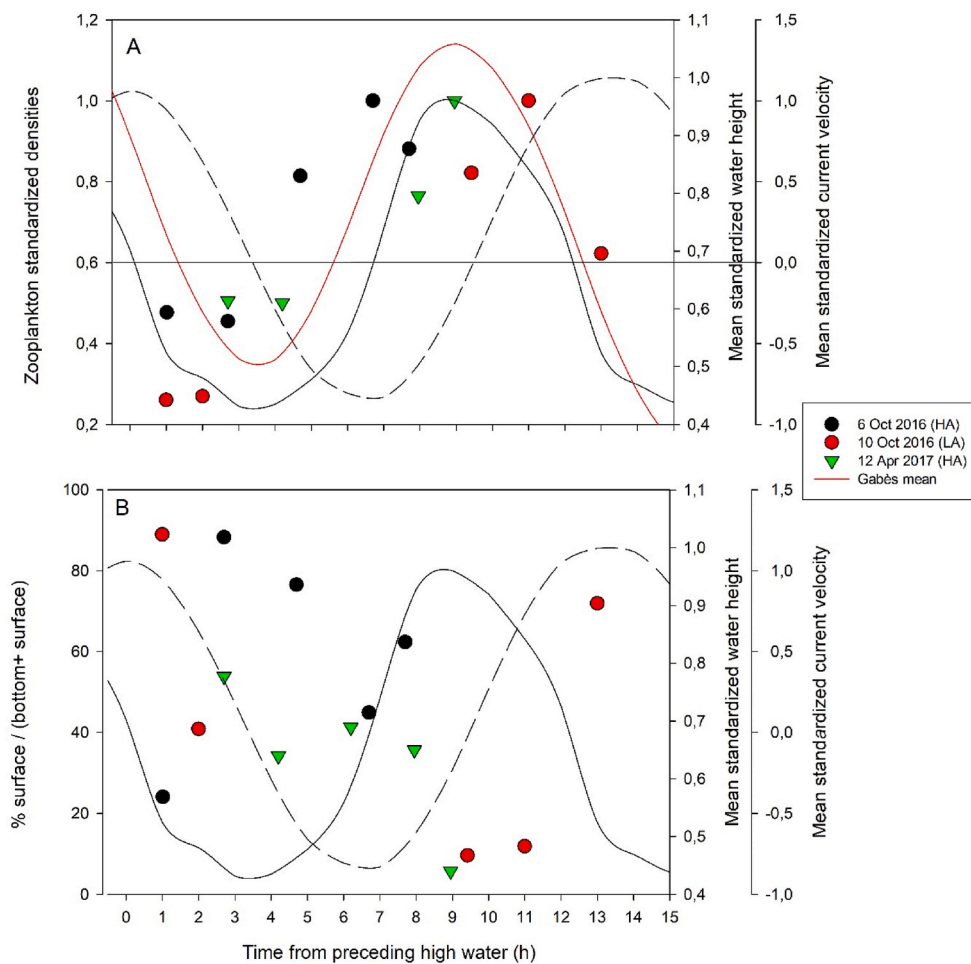 A
1,2
1,0
0,8
0,6
0,4
0,2
Zooplankton standardized densities
1,1
1,0
0,9
0,8
0,7
0,6
0,5
0,4
Mean standardized water height
1,5
1,0
0,5
0,0
-0,5
-1,0
Mean standardized current velocity
6 Oct 2016 (HA)
10 Oct 2016 (LA)
12 Apr 2017 (HA)
Gabès mean
B
100
80
60
40
20
0
% surface / (bottom+ surface)
1,1
1,0
0,9
0,8
0,7
0,6
0,5
0,4
Mean standardized water height
1,5
1,0
0,5
0,0
-0,5
-1,0
Mean standardized current velocity
0 1 2 3 4 5 6 7 8 9 10 11 12 13 14 15
Time from preceding high water (h)